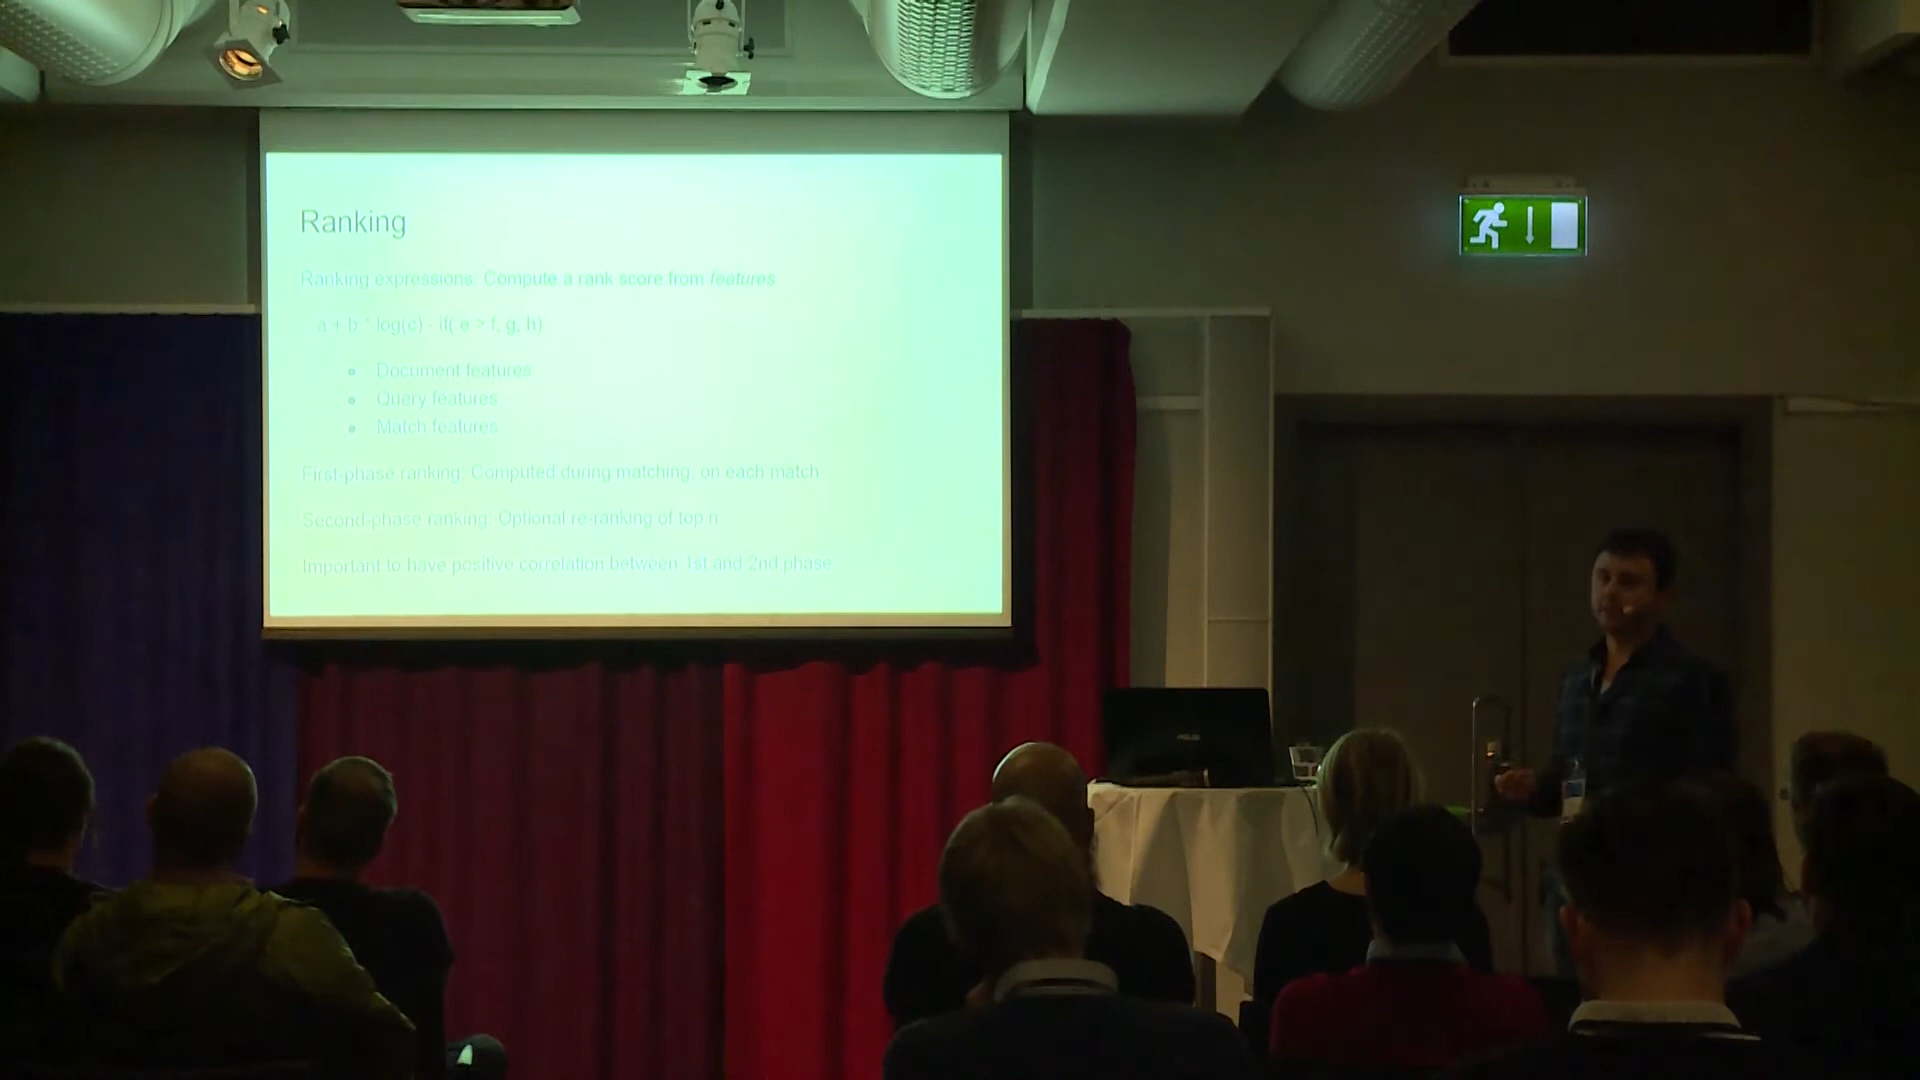 Ranking
Ranking expressions: Compute a rank score from features
a + b * log(c) - if( e > f, g, h)
● Document features
● Query features
● Match features
First-phase ranking: Computed during matching, on each match
Second-phase ranking: Optional re-ranking of top n
Important to have positive correlation between 1st and 2nd phase